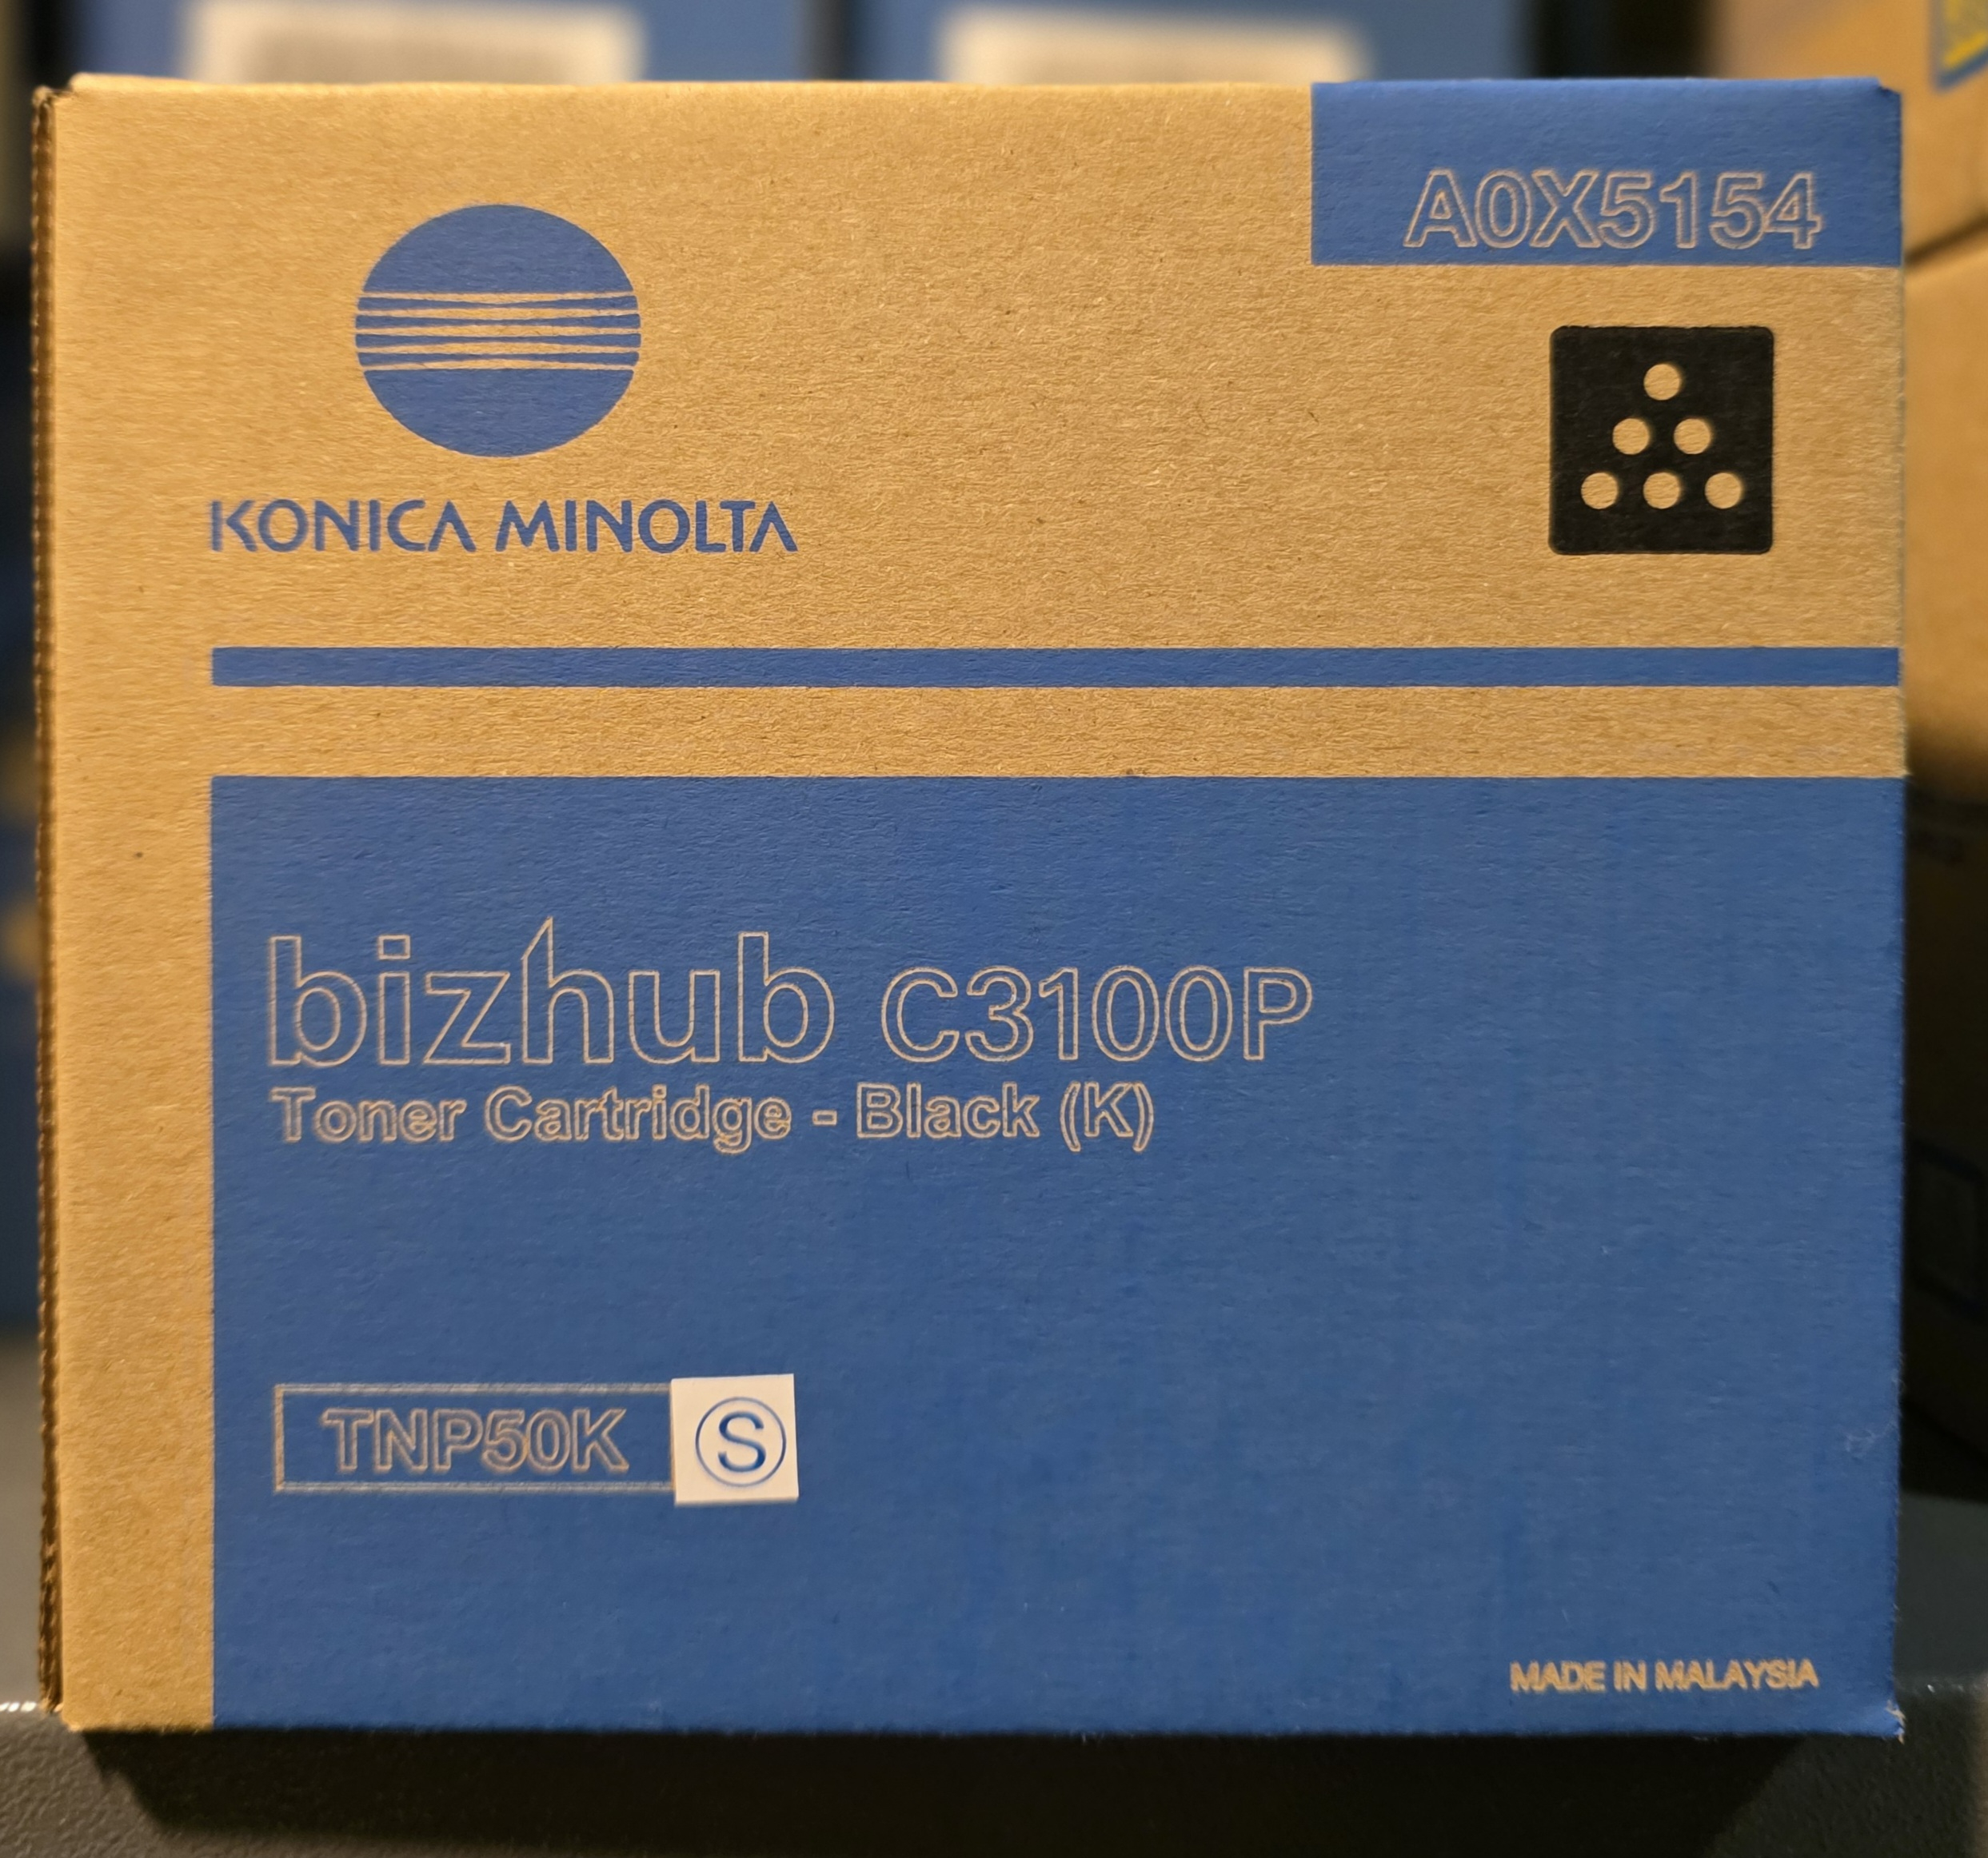 A0X5154
KONICA MINOLTA
bizhub C3100P
Toner Cartridge - Black (K)
TNP50K S
MADE IN MALAYSIA